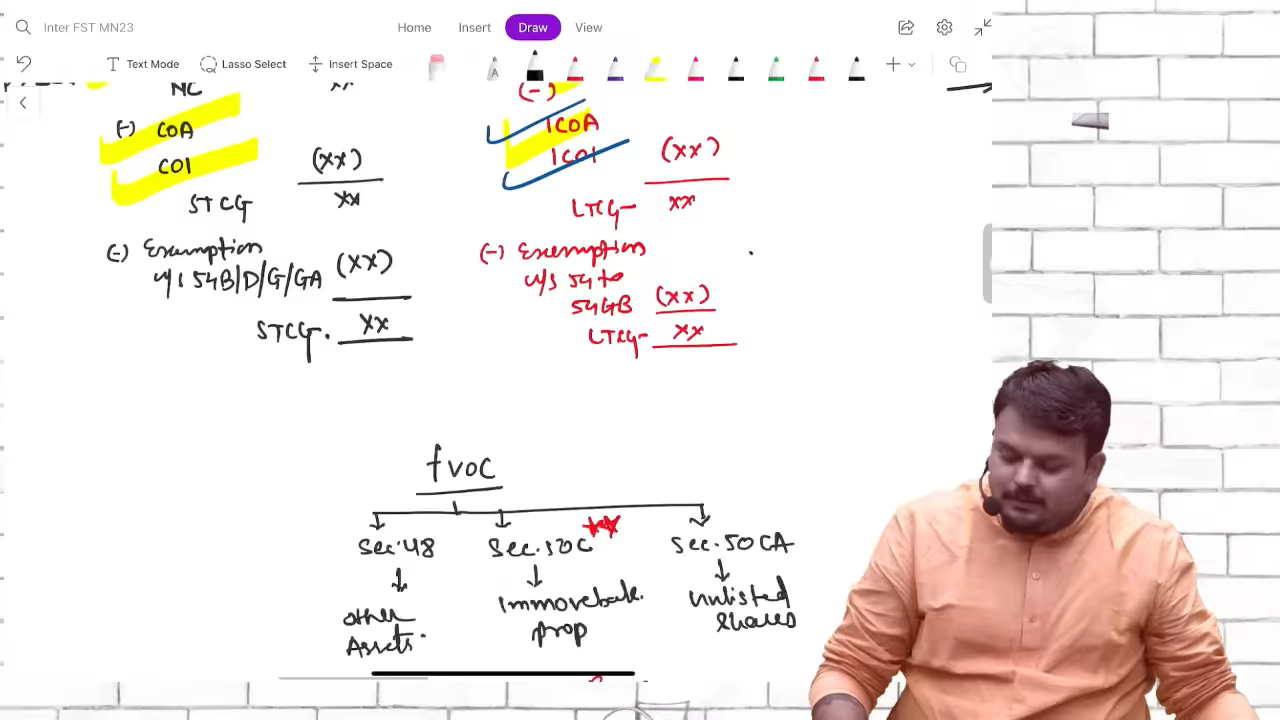 Inter FST MN23
Home Insert Draw View
Text Mode Lasso Select Insert Space
NC xx
(-) COA
COI (xx)
STCG xx
(-) Exemption
u/s 54B/D/G/GA (xx)
STCG. xx
(-)
ICOA
ICOI (xx)
LTCG xx
(-) Exemption
u/s 54 to
54GB (xx)
LTCG xx
fvoc
Sec.48 Sec.50C Sec.50CA
other Assets.
Immovebale. prop
unlisted shares